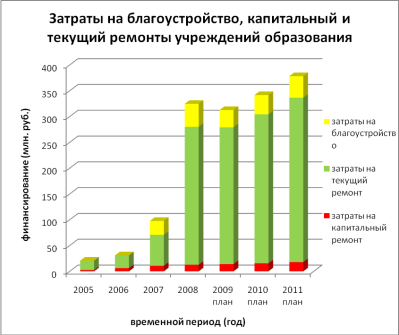 Затраты на благоустройство, капитальный и
текущий ремонты учреждений образования
финансирование (млн. руб.)
400
350
300
250
200
150
100
50
0
2005
2006
2007
2008
2009
план
2010
план
2011
план
временной период (год)
затраты на
благоустройств
о
затраты на
текущий
ремонт
затраты на
капитальный
ремонт